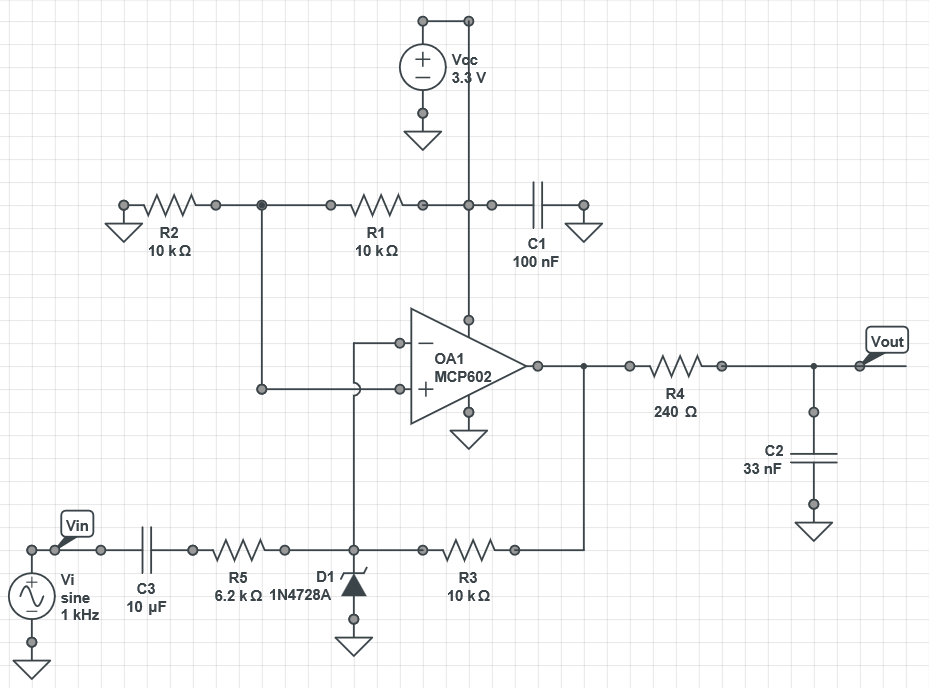 Vcc
3.3 V
R2
10 kΩ
R1
10 kΩ
C1
100 nF
OA1
MCP602
Vout
R4
240 Ω
C2
33 nF
Vin
Vi
sine
1 kHz
C3
10 µF
R5
6.2 kΩ
D1
1N4728A
R3
10 kΩ